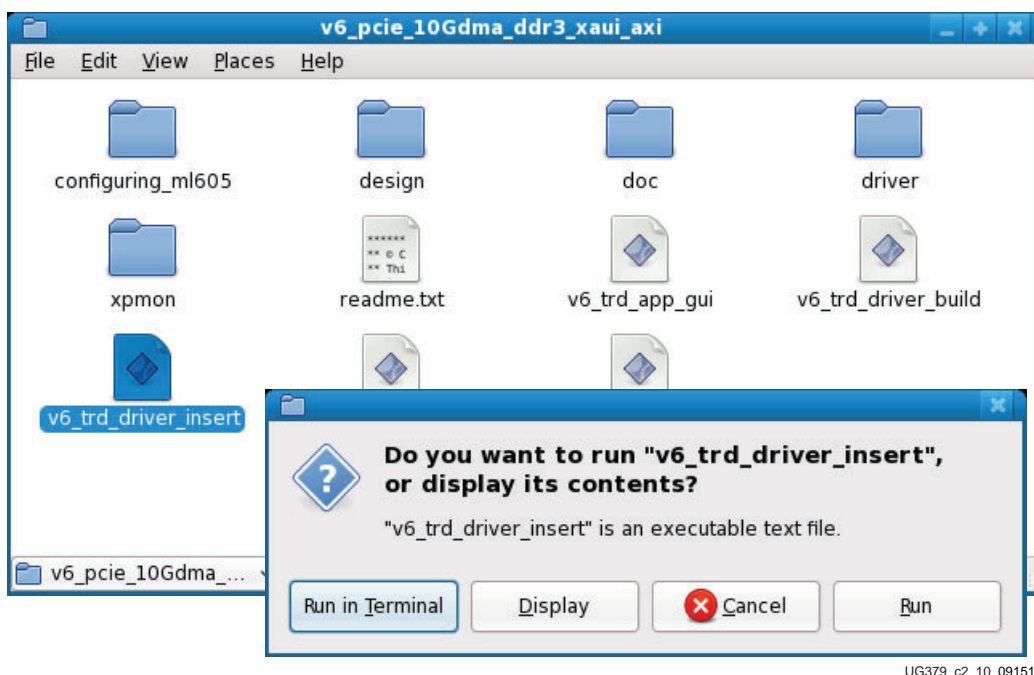 v6_pcie_10Gdma_ddr3_xaui_axi
File Edit View Places Help
configuring_ml605 design doc driver
******
** © C
** Thi
xpmon readme.txt v6_trd_app_gui v6_trd_driver_build
v6_trd_driver_insert
Do you want to run "v6_trd_driver_insert",
or display its contents?
"v6_trd_driver_insert" is an executable text file.
v6_pcie_10Gdma_...
Run in Terminal Display Cancel Run
UG379_c2_10_09151